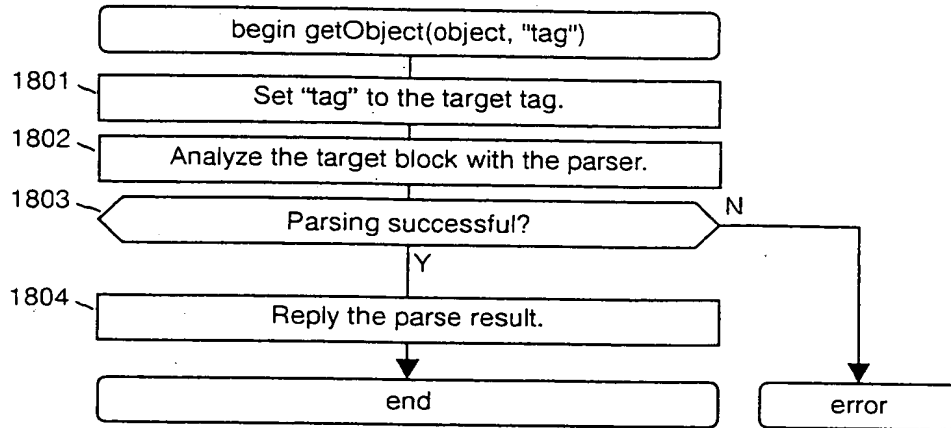 begin getObject(object, "tag")
1801
Set "tag" to the target tag.
1802
Analyze the target block with the parser.
1803
Parsing successful?
N
Y
1804
Reply the parse result.
end
error